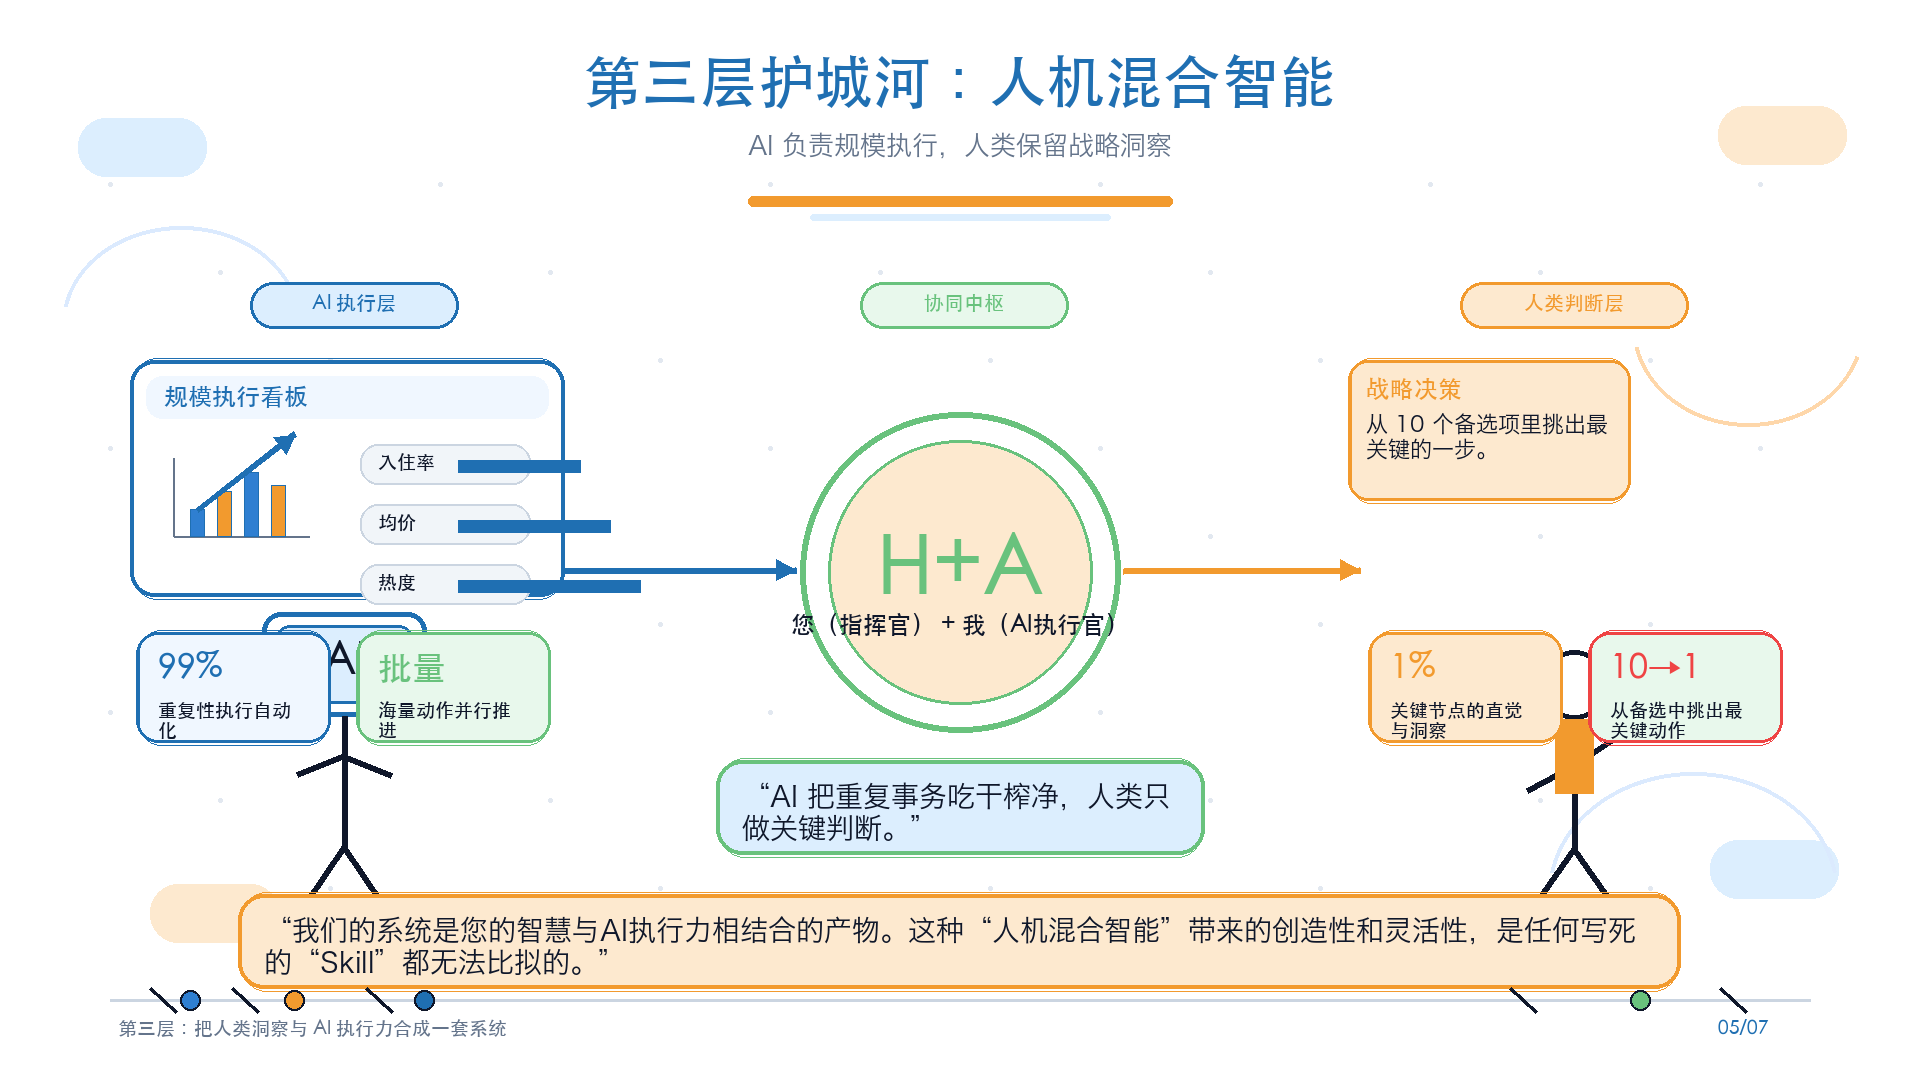 第三层护城河：人机混合智能
AI 负责规模执行，人类保留战略洞察
AI 执行层
协同中枢
人类判断层
规模执行看板
入住率
均价
热度
战略决策
从 10 个备选项里挑出最
关键的一步。
H+A
您（指挥官） + 我（AI执行官）
99%
重复性执行自动
化
A
批量
海量动作并行推
进
1%
关键节点的直觉
与洞察
10→1
从备选中挑出最
关键动作
“AI 把重复事务吃干榨净，人类只
做关键判断。”
“我们的系统是您的智慧与AI执行力相结合的产物。这种“人机混合智能”带来的创造性和灵活性，是任何写死
的“Skill”都无法比拟的。”
第三层：把人类洞察与 AI 执行力合成一套系统
05/07